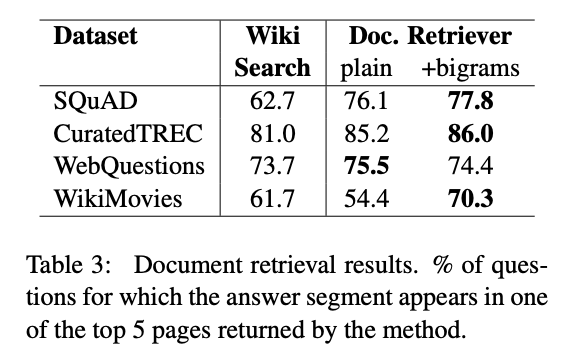 Dataset Wiki Doc. Retriever
Search plain +bigrams
SQuAD 62.7 76.1 77.8
CuratedTREC 81.0 85.2 86.0
WebQuestions 73.7 75.5 74.4
WikiMovies 61.7 54.4 70.3
Table 3: Document retrieval results. % of ques-
tions for which the answer segment appears in one
of the top 5 pages returned by the method.